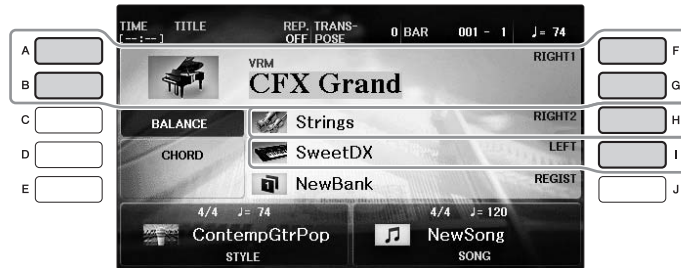 TIME TITLE REP. TRANS-
[--:--] OFF POSE 0 BAR 001 - 1 ♩= 74
A F
VRM RIGHT1
B CFX Grand G
C BALANCE Strings RIGHT2 H
D CHORD SweetDX LEFT I
E NewBank REGIST J
4/4 ♩= 74 4/4 ♩= 120
ContempGtrPop NewSong
STYLE SONG